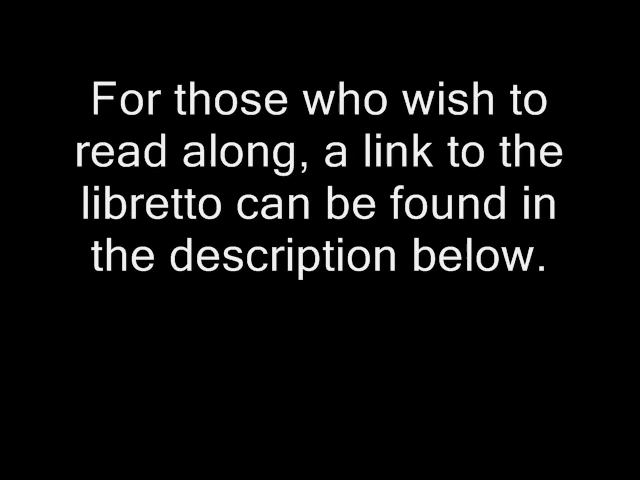 For those who wish to
read along, a link to the
libretto can be found in
the description below.